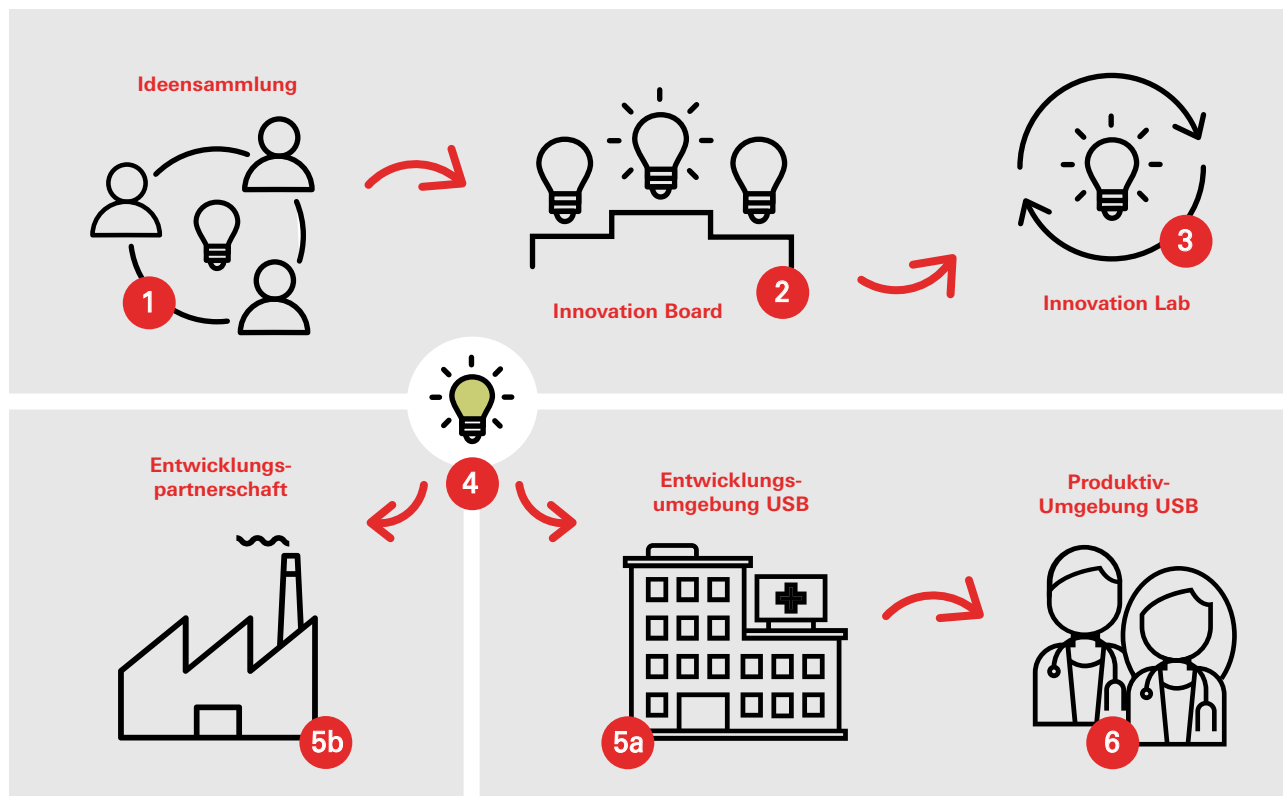 Ideensammlung
1
2
Innovation Board
3
Innovation Lab
4
Entwicklungs-
partnerschaft
5b
Entwicklungs-
umgebung USB
5a
Produktiv-
Umgebung USB
6